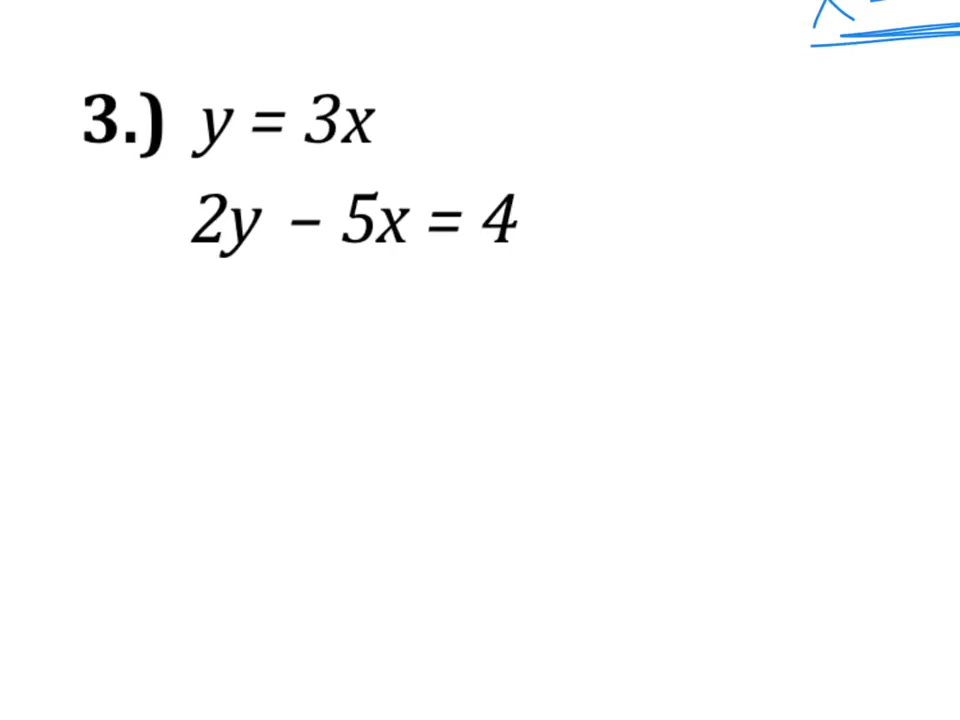 3.) y = 3x
2y – 5x = 4